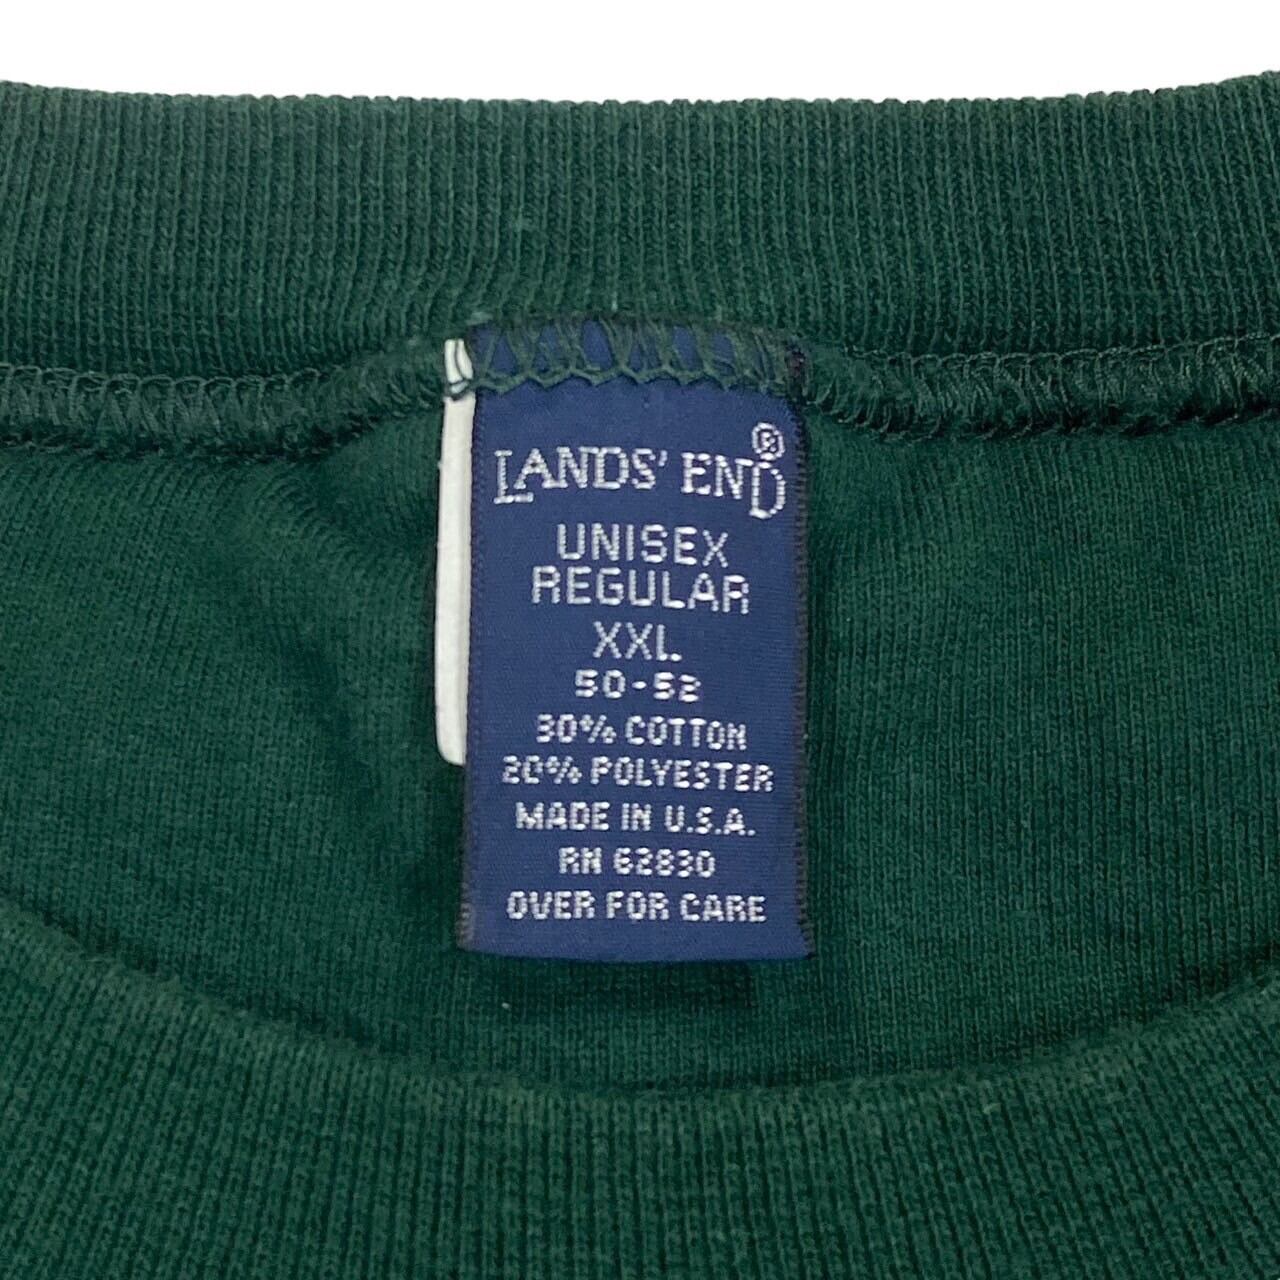 LANDS' END®
UNISEX
REGULAR
XXL
50-52
80% COTTON
20% POLYESTER
MADE IN U.S.A.
RN 62830
OVER FOR CARE